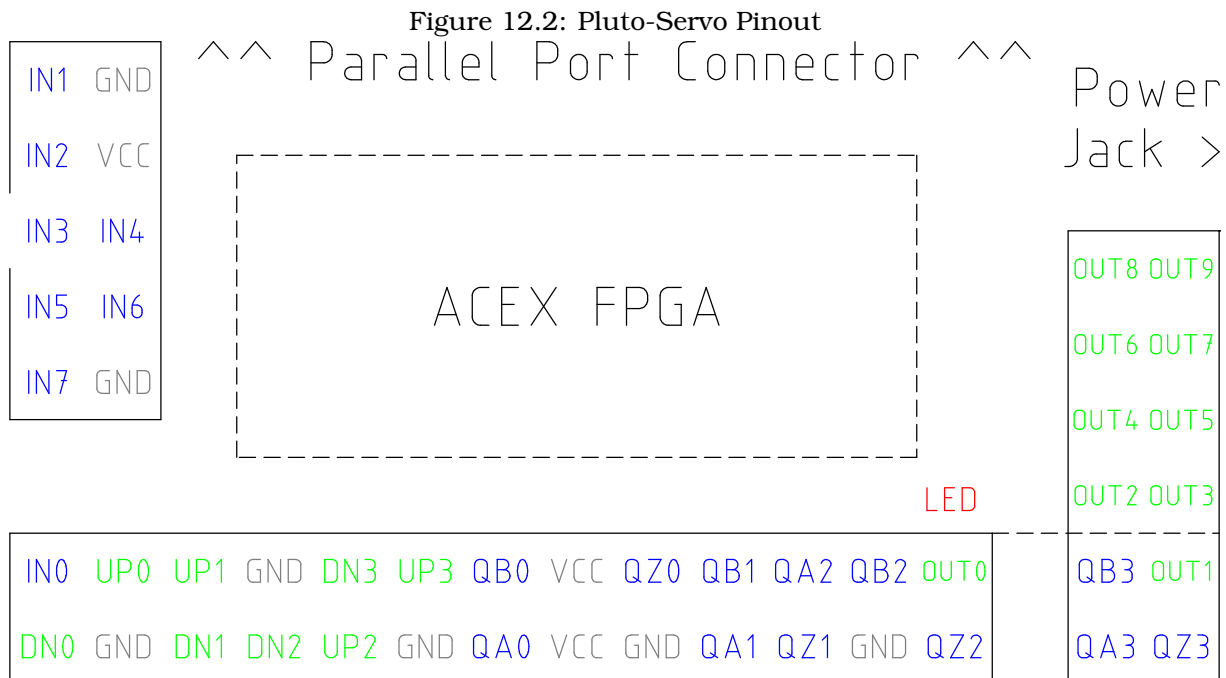 Figure 12.2: Pluto-Servo Pinout
^^ Parallel Port Connector ^^
Power
Jack >
IN1 GND
IN2 VCC
IN3 IN4
IN5 IN6
IN7 GND
ACEX FPGA
OUT8 OUT9
OUT6 OUT7
OUT4 OUT5
OUT2 OUT3
LED
IN0 UP0 UP1 GND DN3 UP3 QB0 VCC QZ0 QB1 QA2 QB2 OUT0
DN0 GND DN1 DN2 UP2 GND QA0 VCC GND QA1 QZ1 GND QZ2
QB3 OUT1
QA3 QZ3